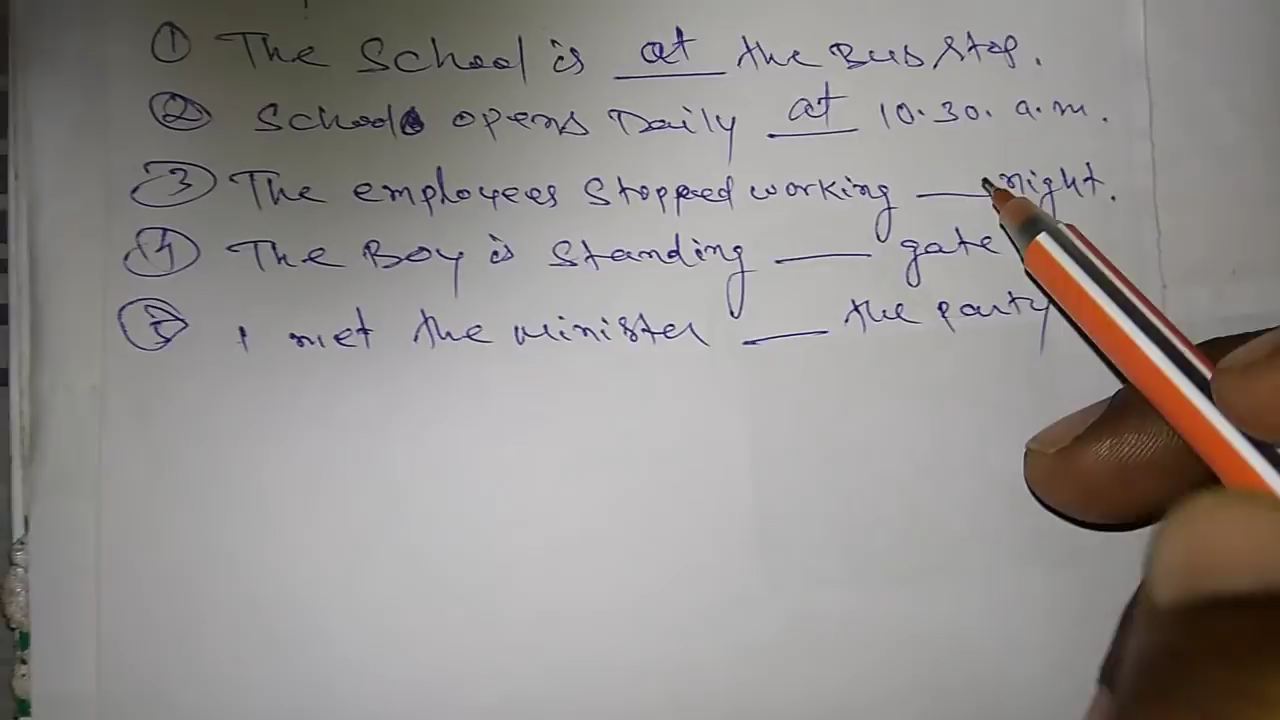 ① The School is at the Bus Stop.
② School opens Daily at 10.30. a.m.
③ The employees stopped working ___ night.
④ The Boy is standing ___ gate
⑤ I met the minister ___ the party